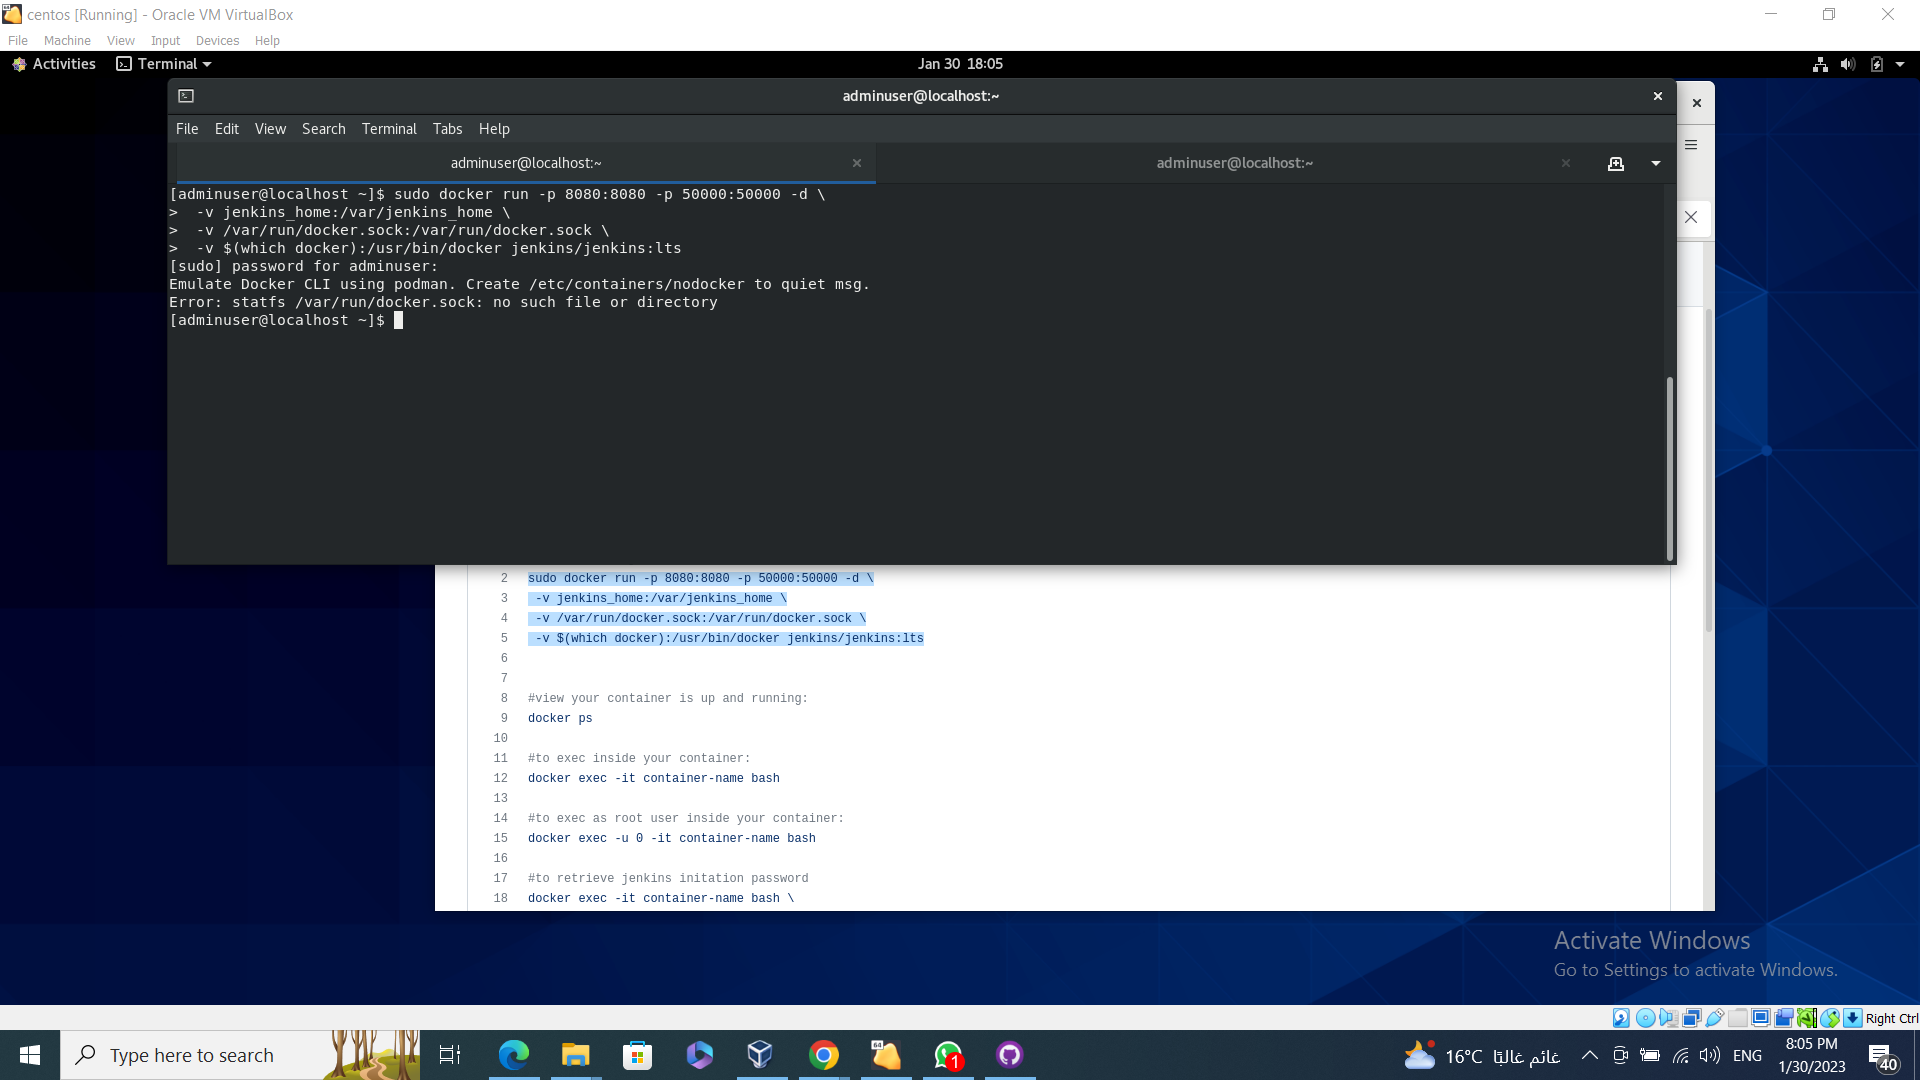 centos [Running] - Oracle VM VirtualBox
File Machine View Input Devices Help
Activities Terminal Jan 30 18:05
adminuser@localhost:~
File Edit View Search Terminal Tabs Help
adminuser@localhost:~ adminuser@localhost:~
[adminuser@localhost ~]$ sudo docker run -p 8080:8080 -p 50000:50000 -d \
>  -v jenkins_home:/var/jenkins_home \
>  -v /var/run/docker.sock:/var/run/docker.sock \
>  -v $(which docker):/usr/bin/docker jenkins/jenkins:lts
[sudo] password for adminuser:
Emulate Docker CLI using podman. Create /etc/containers/nodocker to quiet msg.
Error: statfs /var/run/docker.sock: no such file or directory
[adminuser@localhost ~]$
2 sudo docker run -p 8080:8080 -p 50000:50000 -d \
3  -v jenkins_home:/var/jenkins_home \
4  -v /var/run/docker.sock:/var/run/docker.sock \
5  -v $(which docker):/usr/bin/docker jenkins/jenkins:lts
6
7
8 #view your container is up and running:
9 docker ps
10
11 #to exec inside your container:
12 docker exec -it container-name bash
13
14 #to exec as root user inside your container:
15 docker exec -u 0 -it container-name bash
16
17 #to retrieve jenkins initation password
18 docker exec -it container-name bash \
Activate Windows
Go to Settings to activate Windows.
Right Ctrl
Type here to search
64
1
16°C غائم غالبًا
ENG
8:05 PM
1/30/2023
40